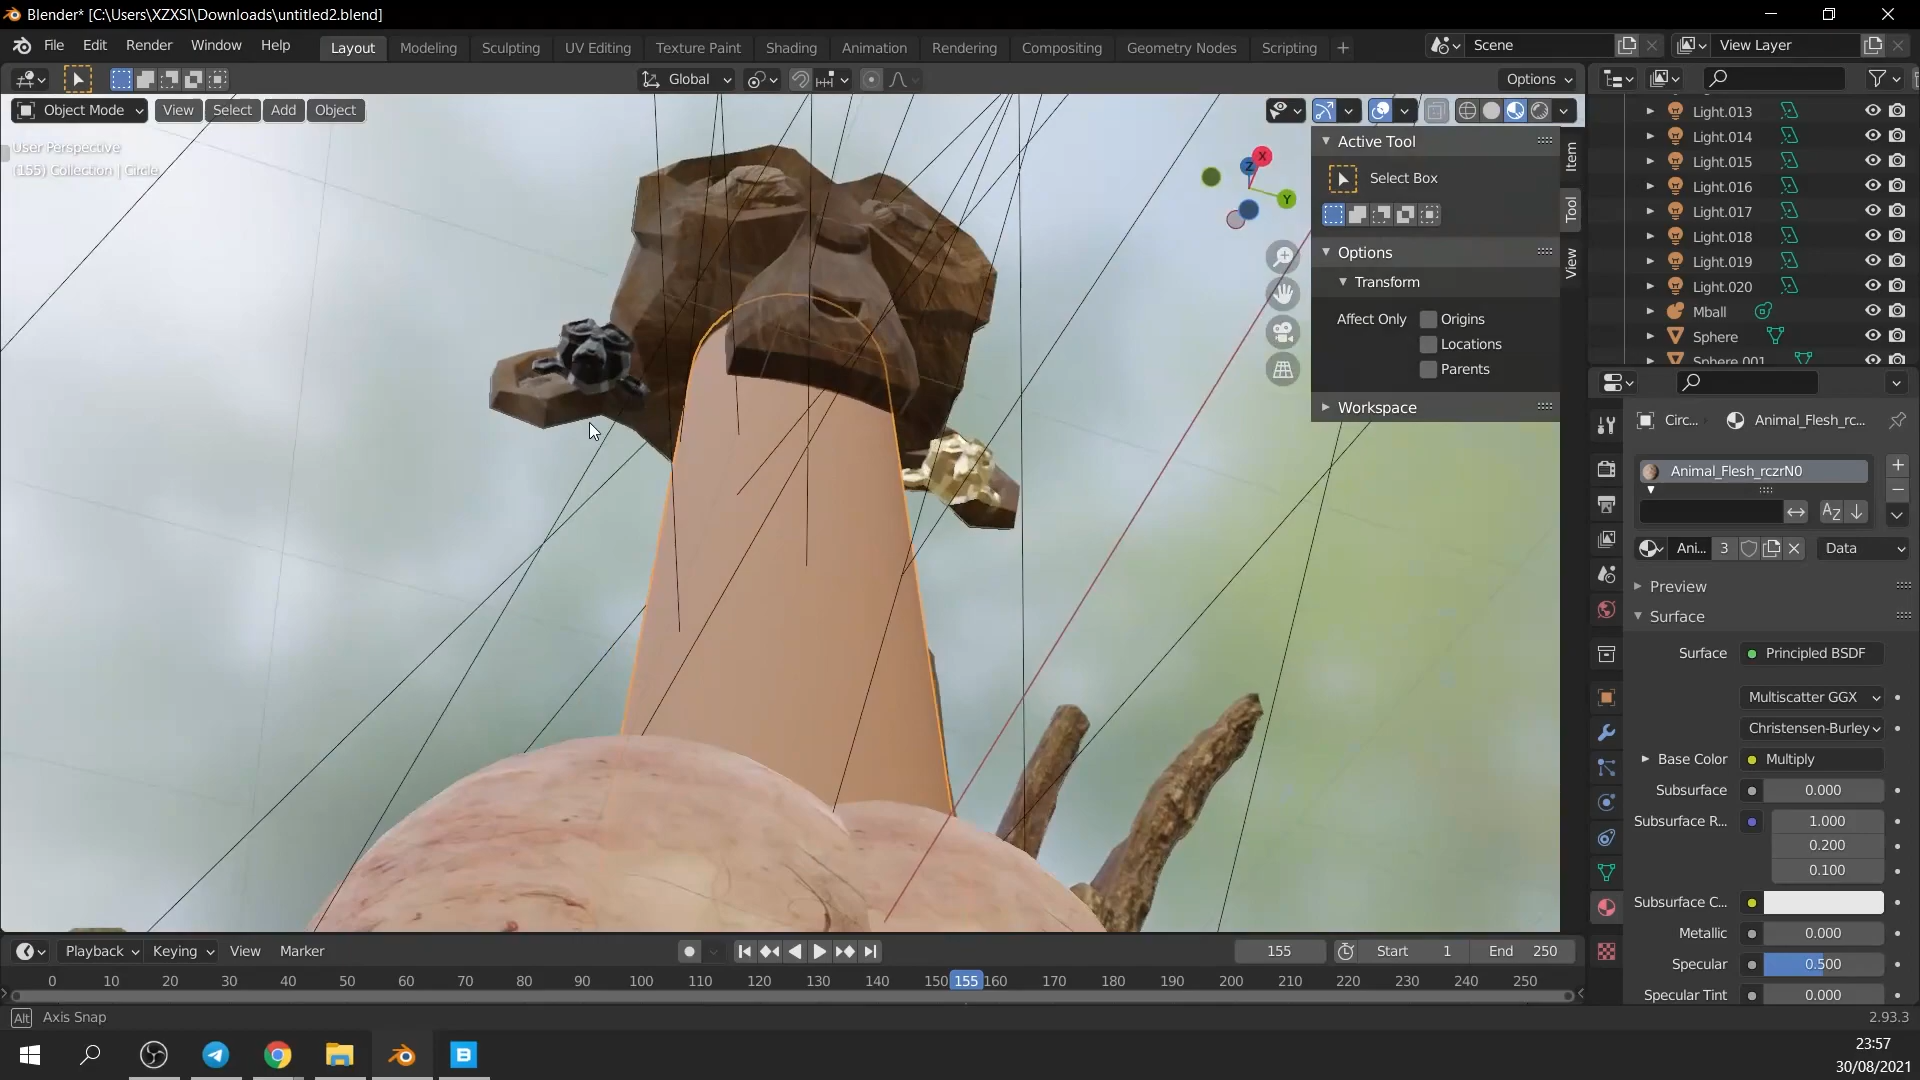 Blender* [C:\Users\XZXSI\Downloads\untitled2.blend]
File Edit Render Window Help
Layout Modeling Sculpting UV Editing Texture Paint Shading Animation Rendering Compositing Geometry Nodes Scripting +
Scene
View Layer
Global
Options
Object Mode View Select Add Object
User Perspective
(155) Collection | Circle
X
Y
Z
Active Tool
Select Box
Options
Transform
Affect Only Origins
Locations
Parents
Workspace
Item
Tool
View
Light.013
Light.014
Light.015
Light.016
Light.017
Light.018
Light.019
Light.020
Mball
Sphere
Sphere.001
Circ... Animal_Flesh_rc...
Animal_Flesh_rczrN0
Ani... 3 Data
Preview
Surface
Surface Principled BSDF
Multiscatter GGX
Christensen-Burley
Base Color Multiply
Subsurface 0.000
Subsurface R... 1.000
0.200
0.100
Subsurface C...
Metallic 0.000
Specular 0.500
Specular Tint 0.000
Playback Keying View Marker
155 Start 1 End 250
0 10 20 30 40 50 60 70 80 90 100 110 120 130 140 150 155 160 170 180 190 200 210 220 230 240 250
Alt Axis Snap
2.93.3
B
23:57
30/08/2021